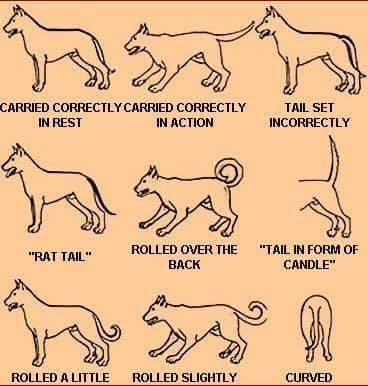 CARRIED CORRECTLY
IN REST
CARRIED CORRECTLY
IN ACTION
TAIL SET
INCORRECTLY
"RAT TAIL"
ROLLED OVER THE
BACK
"TAIL IN FORM OF
CANDLE"
ROLLED A LITTLE
ROLLED SLIGHTLY
CURVED